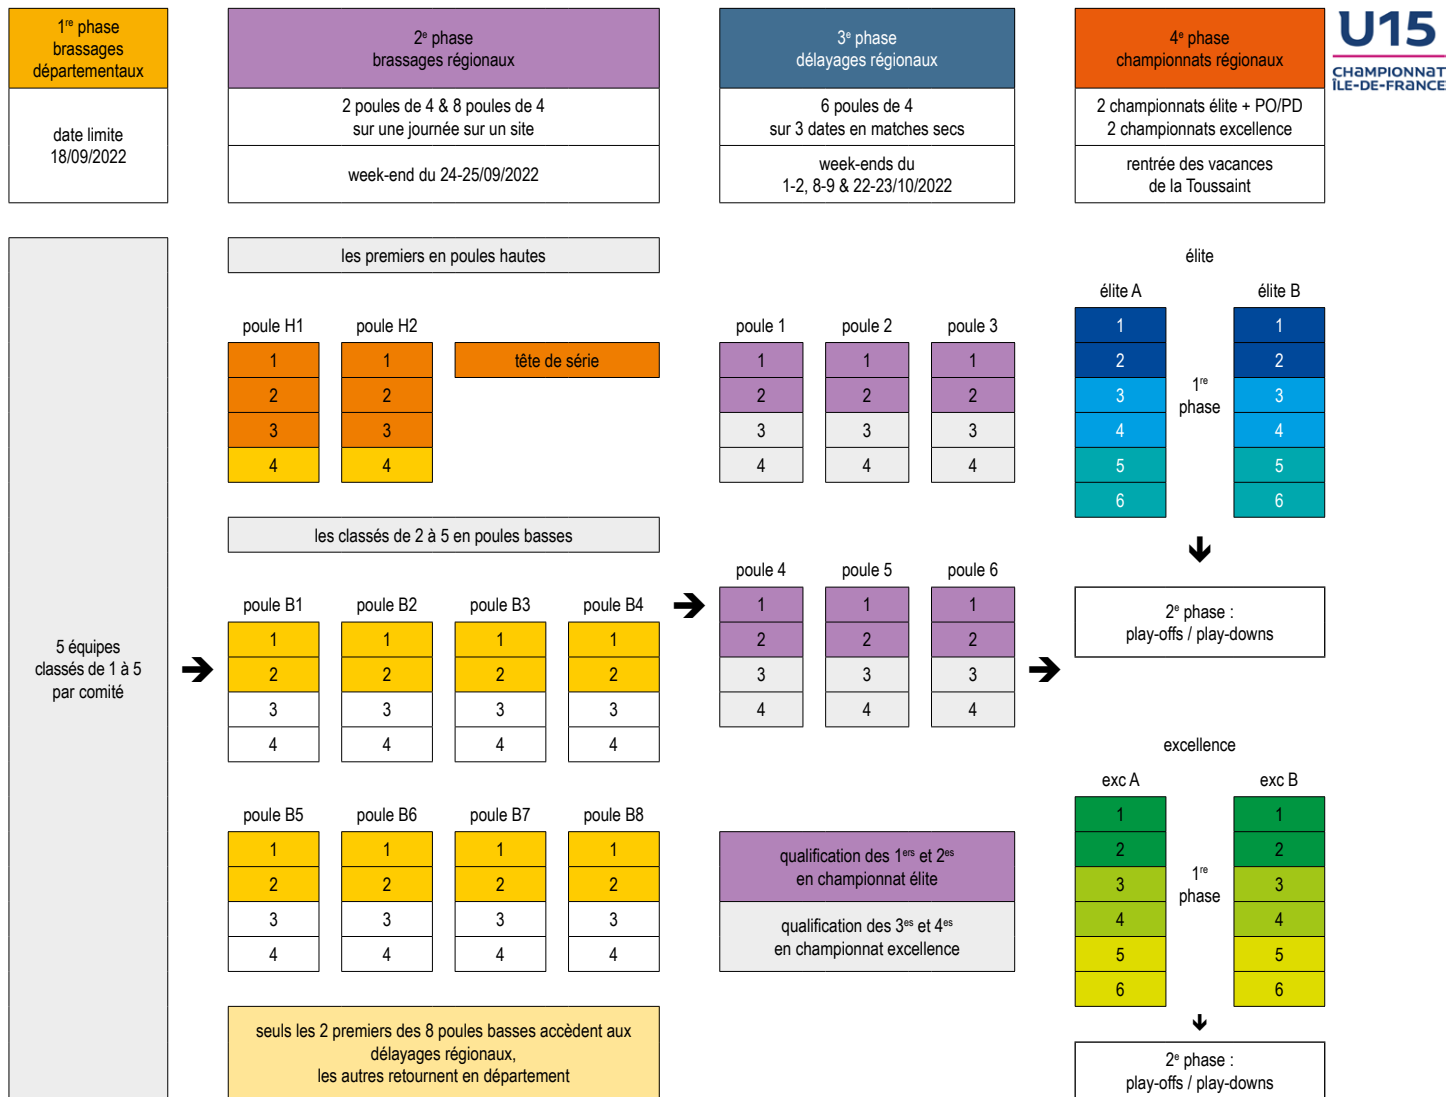 1re phase
brassages
départementaux
date limite
18/09/2022
2e phase
brassages régionaux
2 poules de 4 & 8 poules de 4
sur une journée sur un site
week-end du 24-25/09/2022
3e phase
délayages régionaux
6 poules de 4
sur 3 dates en matches secs
week-ends du
1-2, 8-9 & 22-23/10/2022
4e phase
championnats régionaux
2 championnats élite + PO/PD
2 championnats excellence
rentrée des vacances
de la Toussaint
U15
CHAMPIONNAT
ÎLE-DE-FRANCE
5 équipes
classés de 1 à 5
par comité
les premiers en poules hautes
poule H1 poule H2
1 1 tête de série
2 2
3 3
4 4
les classés de 2 à 5 en poules basses
poule B1 poule B2 poule B3 poule B4
1 1 1 1
2 2 2 2
3 3 3 3
4 4 4 4
poule B5 poule B6 poule B7 poule B8
1 1 1 1
2 2 2 2
3 3 3 3
4 4 4 4
seuls les 2 premiers des 8 poules basses accèdent aux
délayages régionaux,
les autres retournent en département
poule 1 poule 2 poule 3
1 1 1
2 2 2
3 3 3
4 4 4
poule 4 poule 5 poule 6
1 1 1
2 2 2
3 3 3
4 4 4
qualification des 1ers et 2es
en championnat élite
qualification des 3es et 4es
en championnat excellence
élite
élite A élite B
1 1
2 2
1re
phase
3 3
4 4
5 5
6 6
2e phase :
play-offs / play-downs
excellence
exc A exc B
1 1
2 2
1re
phase
3 3
4 4
5 5
6 6
2e phase :
play-offs / play-downs